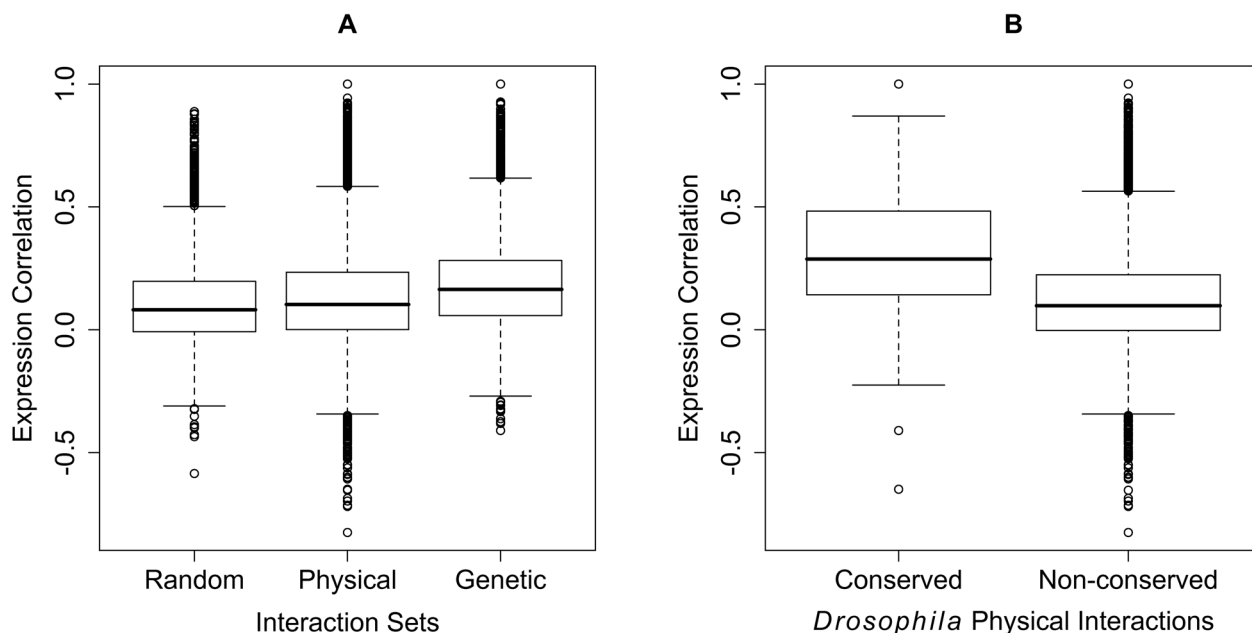 A
Expression Correlation
1.0
0.5
0.0
-0.5
Random Physical Genetic
Interaction Sets
B
Expression Correlation
1.0
0.5
0.0
-0.5
Conserved Non-conserved
Drosophila Physical Interactions